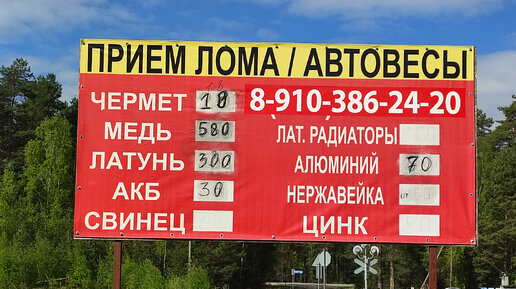 ПРИЕМ ЛОМА / АВТОВЕСЫ
ЧЕРМЕТ 18
8-910-386-24-20
МЕДЬ 580
ЛАТ. РАДИАТОРЫ
ЛАТУНЬ 300
АЛЮМИНИЙ 70
АКБ 30
НЕРЖАВЕЙКА от
СВИНЕЦ
ЦИНК